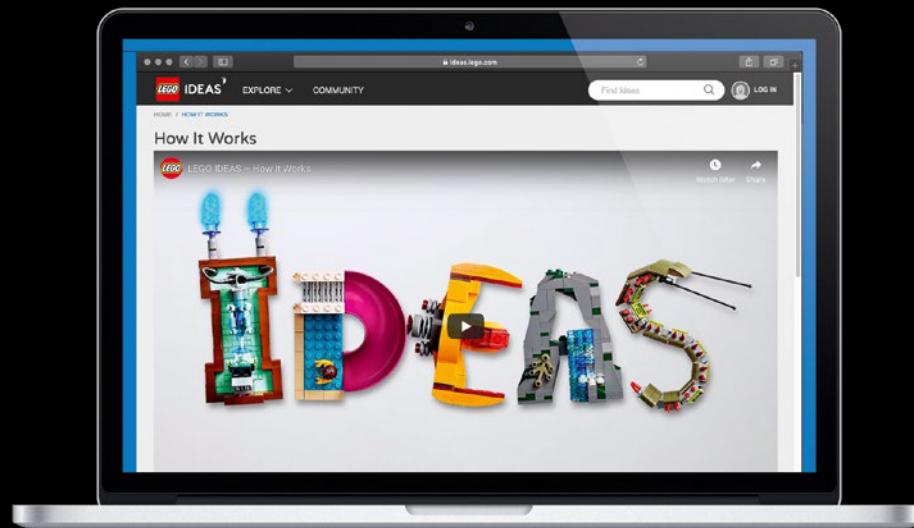 ideas.lego.com
LEGO IDEAS EXPLORE COMMUNITY Find Ideas LOG IN
HOME / HOW IT WORKS
How It Works
LEGO LEGO IDEAS – How It Works
Watch later Share
IDEAS